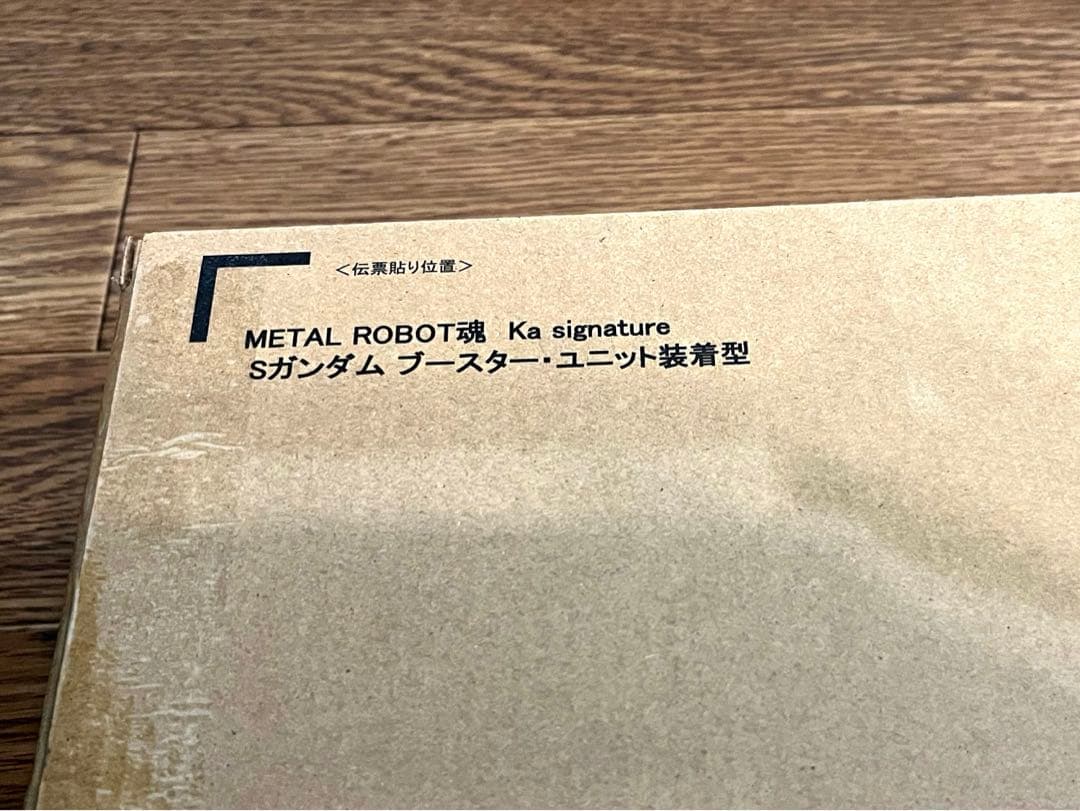 <伝票貼り位置>
METAL ROBOT魂 Ka signature
Sガンダム ブースター・ユニット装着型